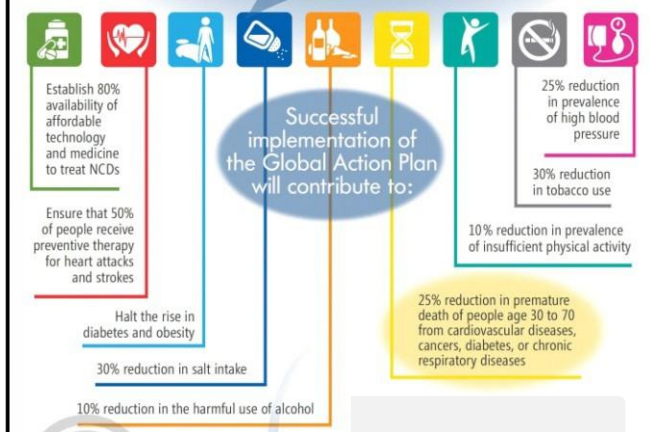 Successful
implementation of
the Global Action Plan
will contribute to:
Establish 80%
availability of
affordable
technology
and medicine
to treat NCDs
Ensure that 50%
of people receive
preventive therapy
for heart attacks
and strokes
Halt the rise in
diabetes and obesity
30% reduction in salt intake
10% reduction in the harmful use of alcohol
25% reduction in premature
death of people age 30 to 70
from cardiovascular diseases,
cancers, diabetes, or chronic
respiratory diseases
10% reduction in prevalence
of insufficient physical activity
30% reduction
in tobacco use
25% reduction
in prevalence
of high blood
pressure